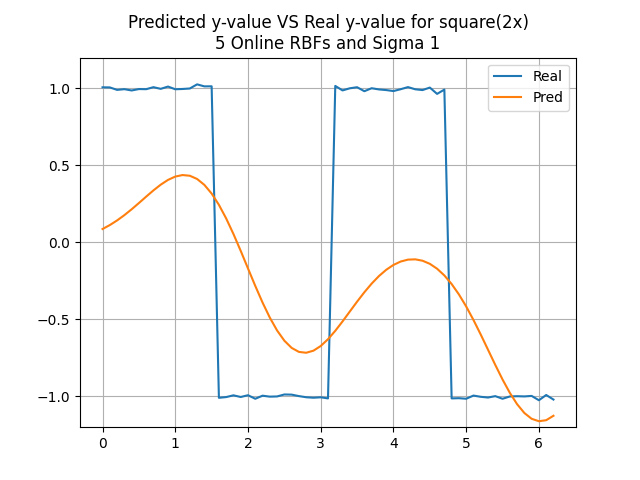 Predicted y-value VS Real y-value for square(2x)
5 Online RBFs and Sigma 1
Real
Pred
1.0
0.5
0.0
−0.5
−1.0
0 1 2 3 4 5 6